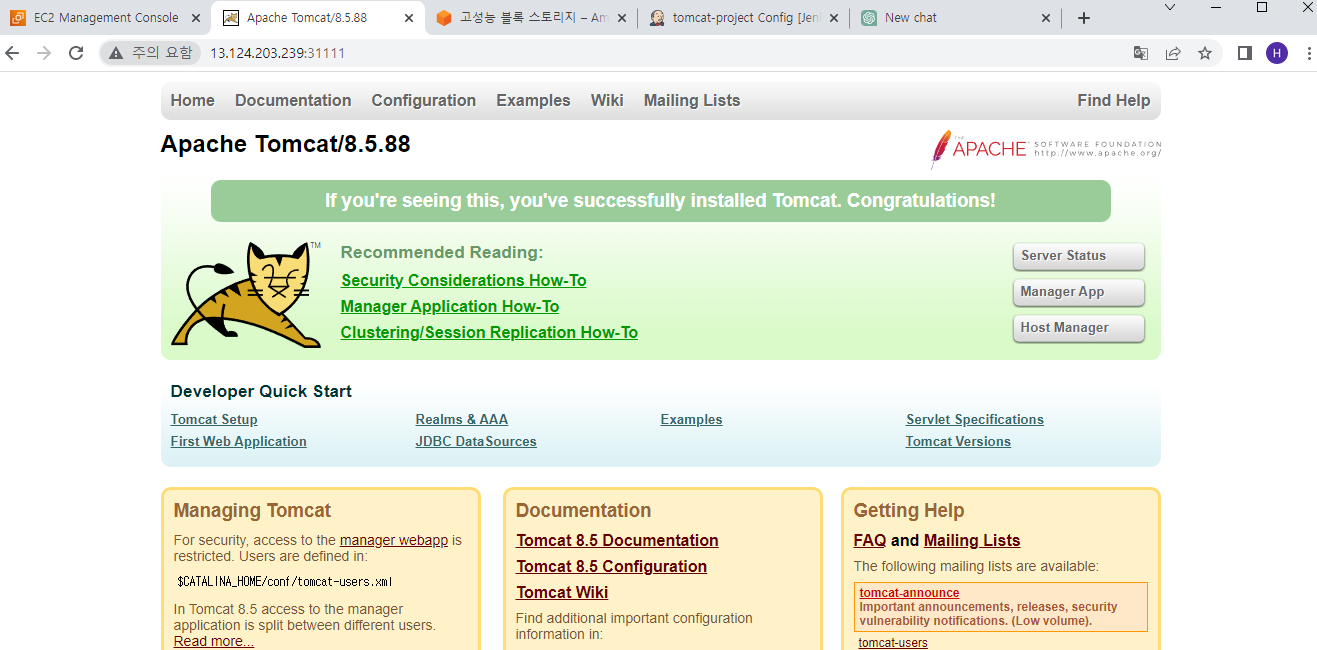 EC2 Management Console
Apache Tomcat/8.5.88
고성능 블록 스토리지 – Am
tomcat-project Config [Jen
New chat
주의 요함
13.124.203.239:31111
H
Home Documentation Configuration Examples Wiki Mailing Lists Find Help
Apache Tomcat/8.5.88
THE APACHE SOFTWARE FOUNDATION
http://www.apache.org/
If you're seeing this, you've successfully installed Tomcat. Congratulations!
TM
Recommended Reading:
Security Considerations How-To
Manager Application How-To
Clustering/Session Replication How-To
Server Status
Manager App
Host Manager
Developer Quick Start
Tomcat Setup
First Web Application
Realms & AAA
JDBC DataSources
Examples
Servlet Specifications
Tomcat Versions
Managing Tomcat
For security, access to the manager webapp is
restricted. Users are defined in:
$CATALINA_HOME/conf/tomcat-users.xml
In Tomcat 8.5 access to the manager
application is split between different users.
Read more...
Documentation
Tomcat 8.5 Documentation
Tomcat 8.5 Configuration
Tomcat Wiki
Find additional important configuration
information in:
Getting Help
FAQ and Mailing Lists
The following mailing lists are available:
tomcat-announce
Important announcements, releases, security
vulnerability notifications. (Low volume).
tomcat-users